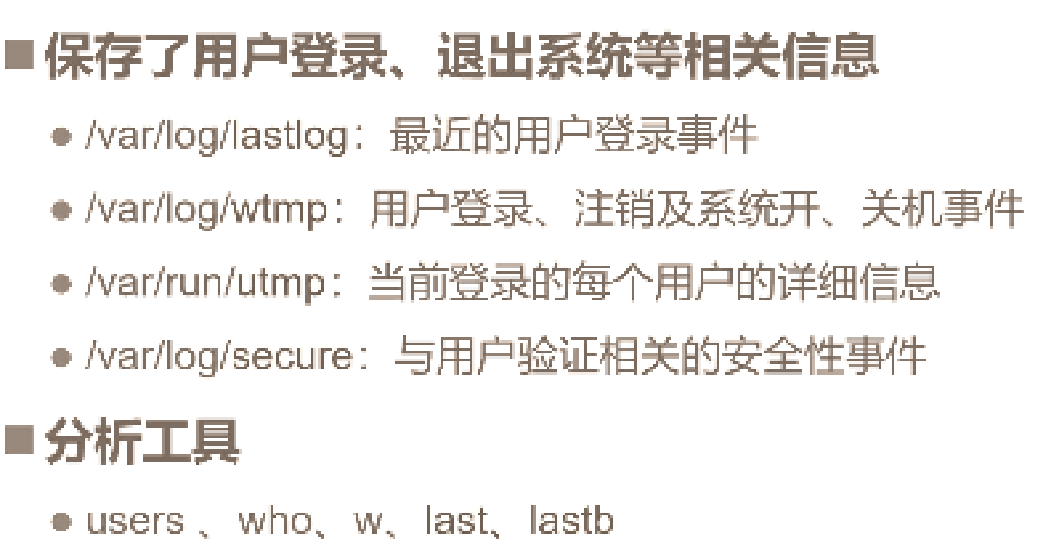 ■保存了用户登录、退出系统等相关信息
● /var/log/lastlog：最近的用户登录事件
● /var/log/wtmp：用户登录、注销及系统开、关机事件
● /var/run/utmp：当前登录的每个用户的详细信息
● /var/log/secure：与用户验证相关的安全性事件
■分析工具
● users 、who、w、last、lastb